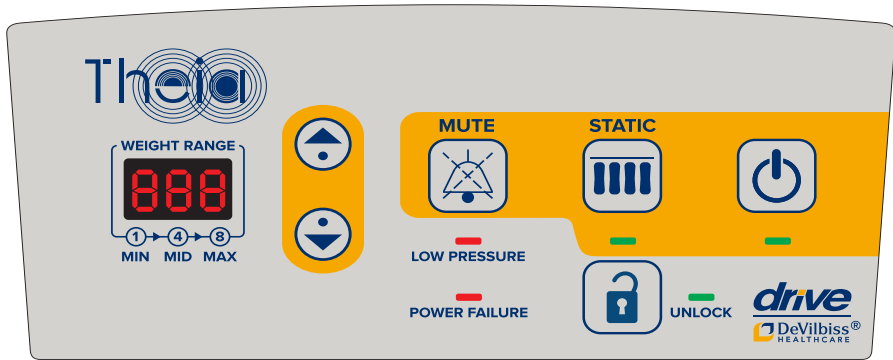 Theia
MUTE
STATIC
WEIGHT RANGE
1 4 8
MIN MID MAX
LOW PRESSURE
POWER FAILURE
UNLOCK
drive
DeVilbiss®
HEALTHCARE